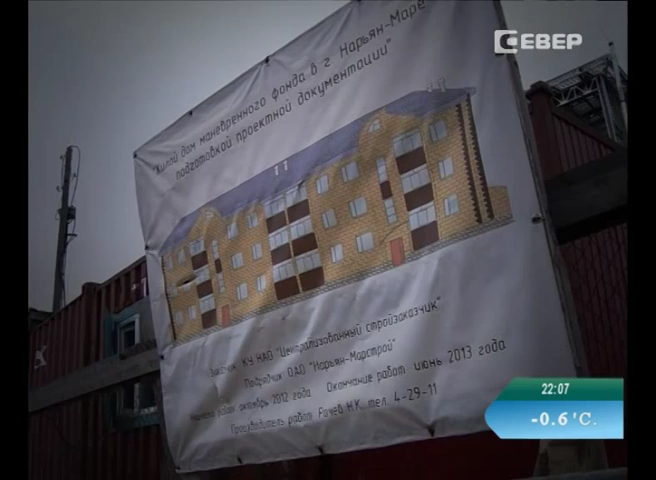 СЕВЕР
"Жилой дом маневренного фонда в г Нарьян-Маре с
подготовкой проектной документации"
Заказчик КУ НАО "Централизованный стройзаказчик"
Подрядчик ОАО "Нарьян-Марстрой"
Начало работ октябрь 2012 года Окончание работ июнь 2013 года
Производитель работ Рочев Н.К. тел. 4-29-11
22:07
-0.6°C.